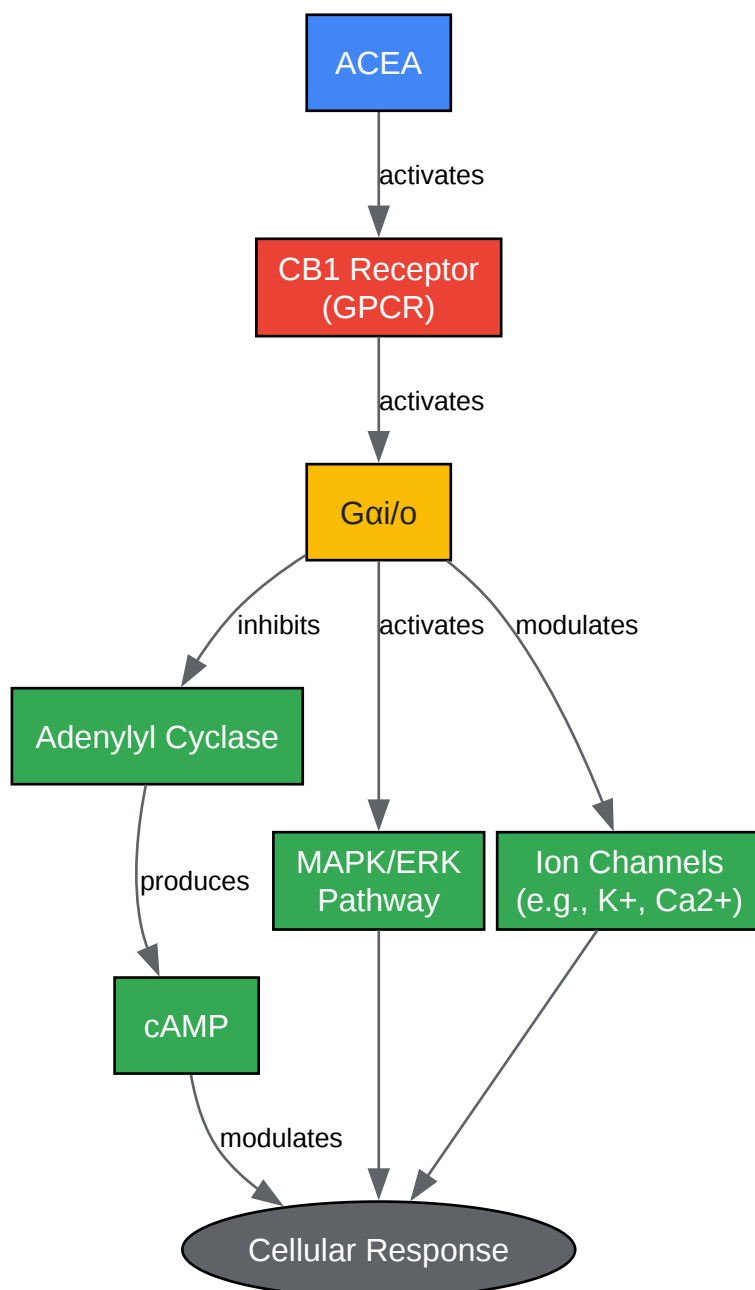 ACEA
activates
CB1 Receptor
(GPCR)
activates
Gαi/o
inhibits
activates
modulates
Adenylyl Cyclase
produces
MAPK/ERK
Pathway
Ion Channels
(e.g., K+, Ca2+)
cAMP
modulates
Cellular Response